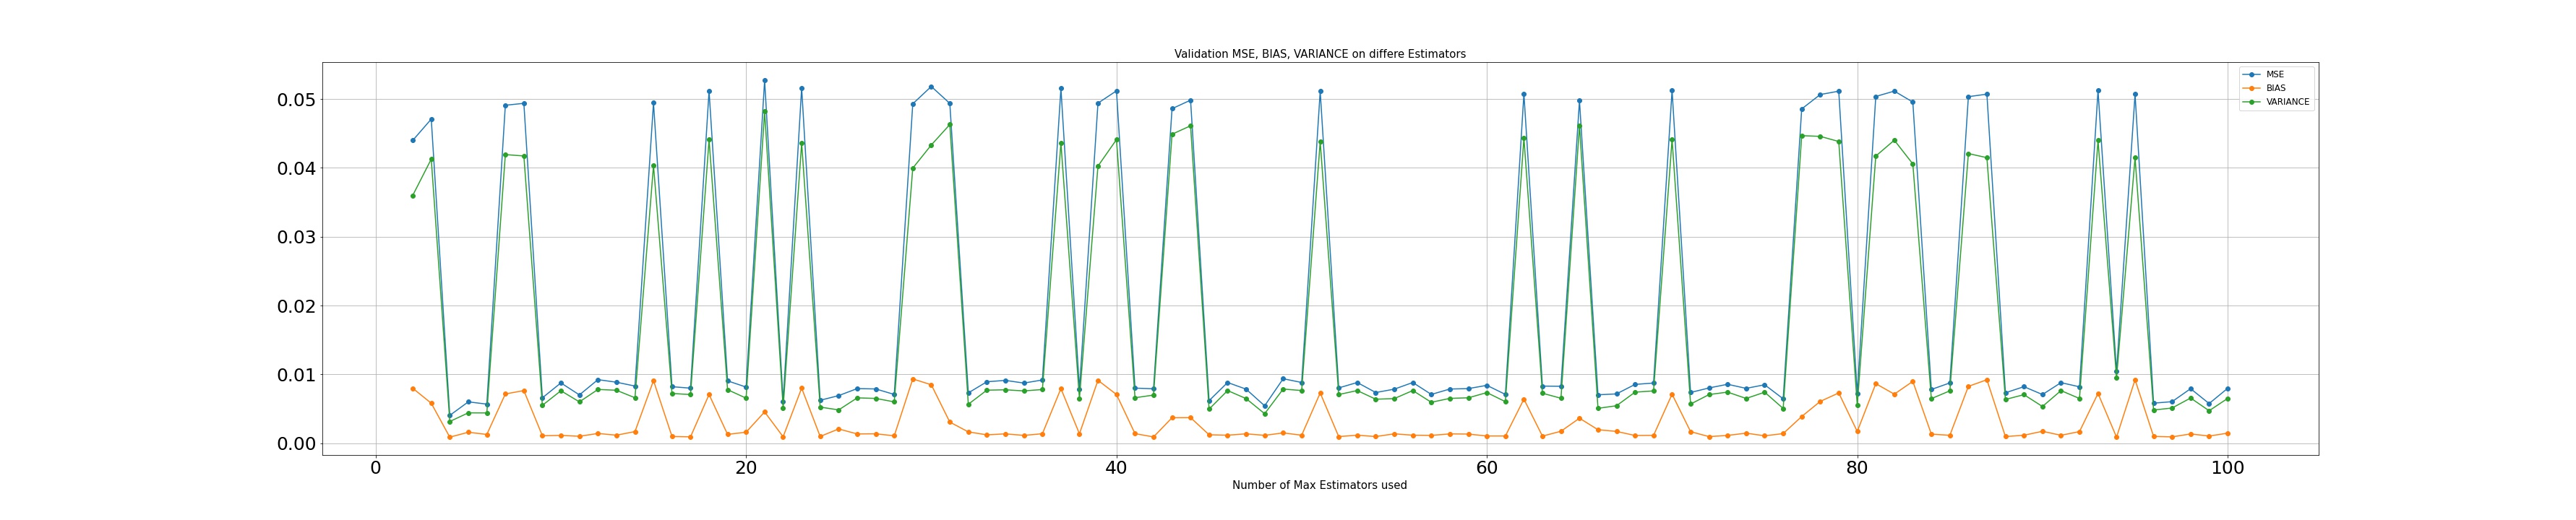 Validation MSE, BIAS, VARIANCE on differe Estimators
MSE
BIAS
VARIANCE
0.05
0.04
0.03
0.02
0.01
0.00
0 20 40 60 80 100
Number of Max Estimators used